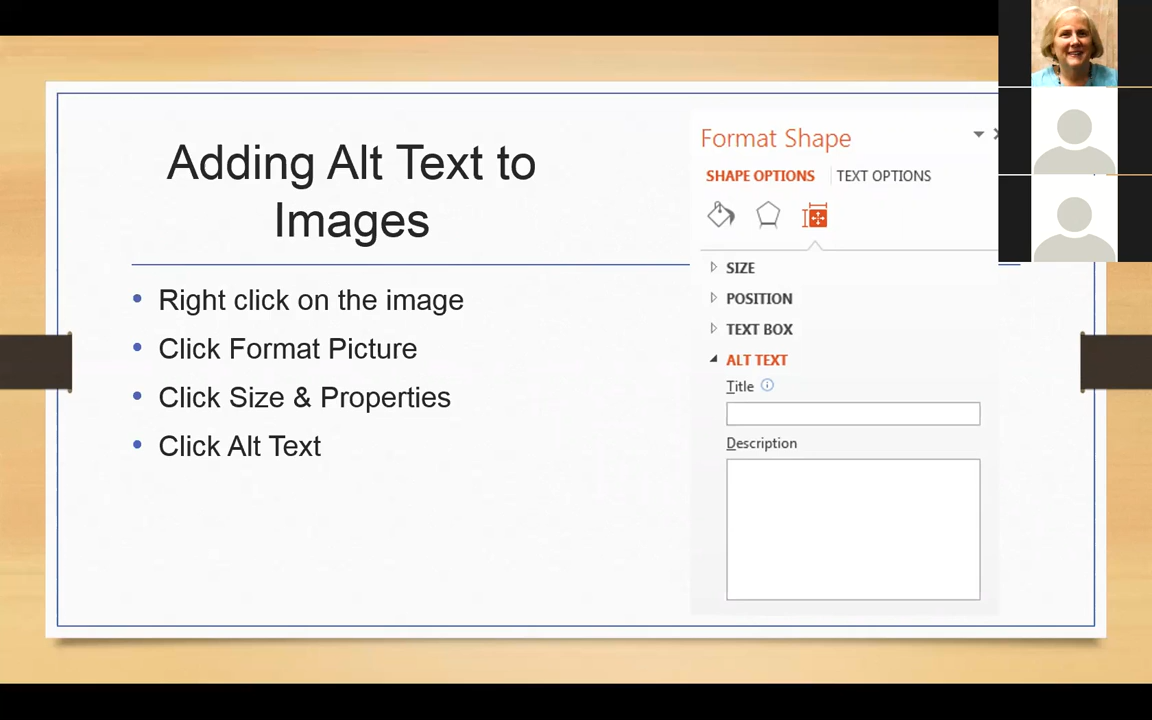 Adding Alt Text to
Images
• Right click on the image
• Click Format Picture
• Click Size & Properties
• Click Alt Text
Format Shape
SHAPE OPTIONS
TEXT OPTIONS
SIZE
POSITION
TEXT BOX
ALT TEXT
Title
Description